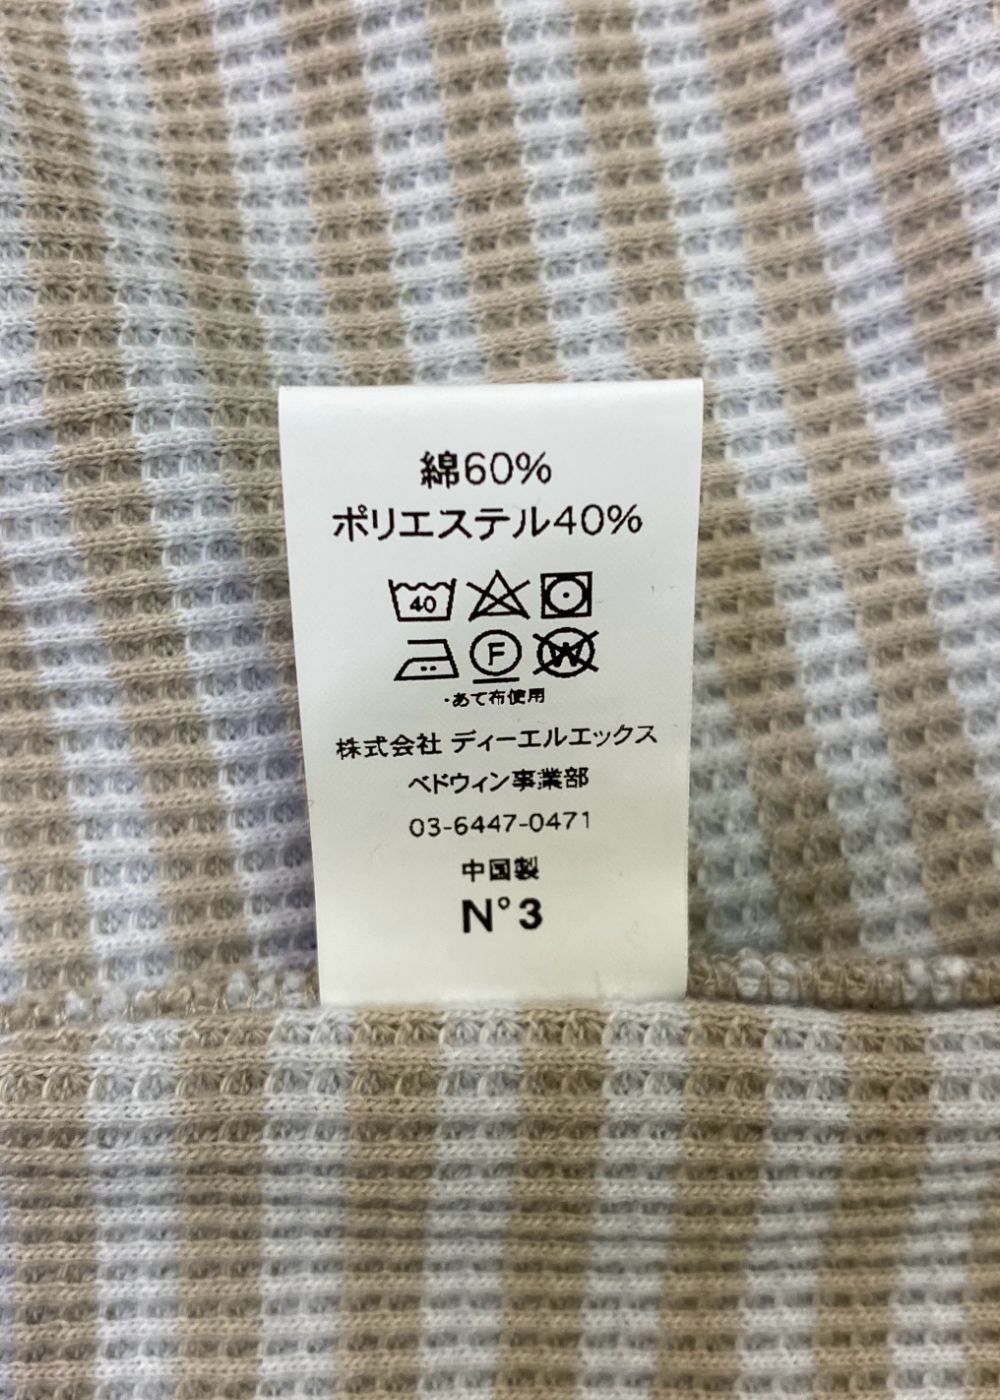 綿60%
ポリエステル40%
40
F W
・あて布使用
株式会社 ディーエルエックス
ベドウィン事業部
03-6447-0471
中国製
N°3